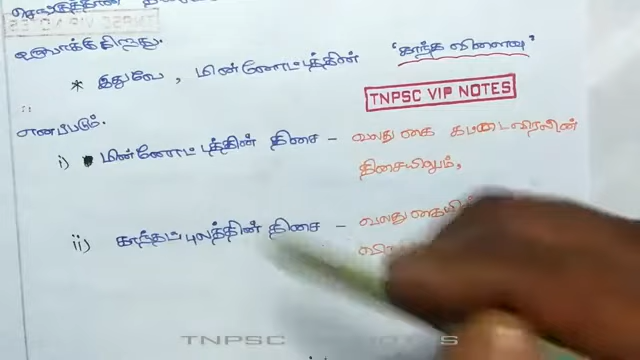 உருவாக்குகிறது.
* இதுவே, மின்னோட்டத்தின் "காந்த விளைவு"
TNPSC VIP NOTES
எனப்படும்.
i) மின்னோட்டத்தின் திசை – வலது கை கட்டைவிரலின்
திசையிலும்,
ii) காந்தப்புலத்தின் திசை – வலது கையின்
TNPSC